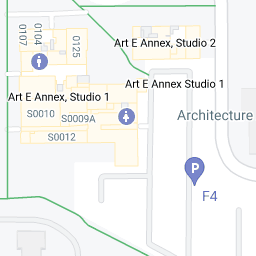 0107
0104
0125
Art E Annex, Studio 2
Art E Annex Studio 1
Art E Annex, Studio 1
S0010
S0009A
Architecture
S0012
P
F4